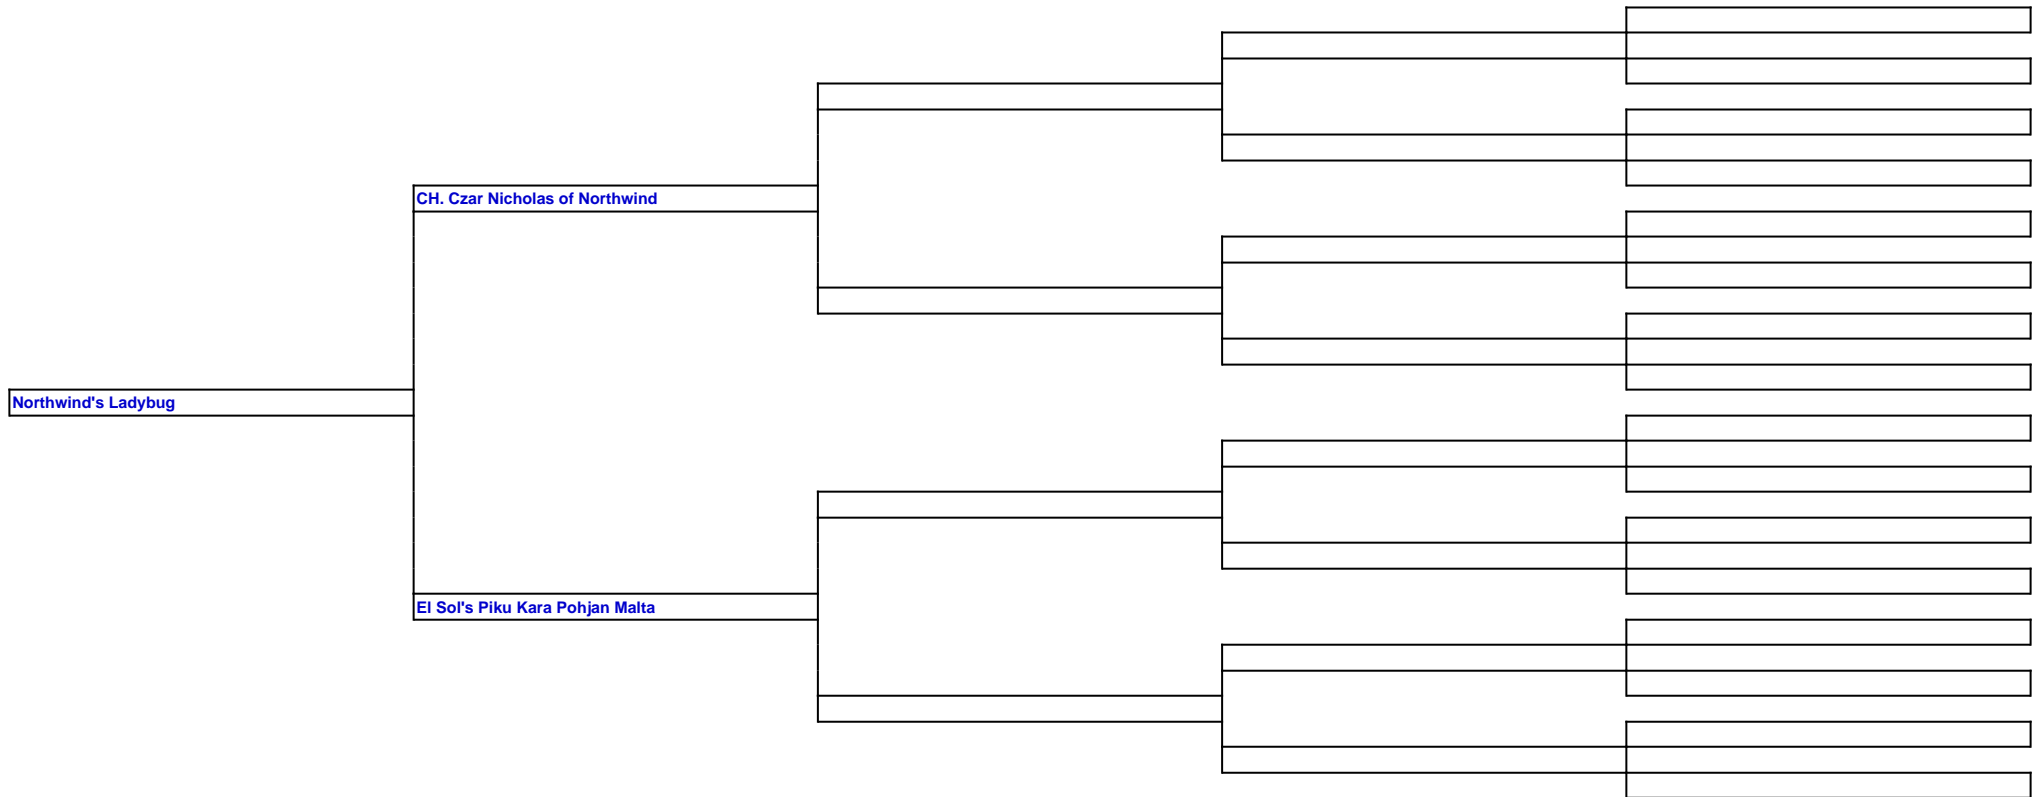 CH. Czar Nicholas of Northwind
Northwind's Ladybug
El Sol's Piku Kara Pohjan Malta